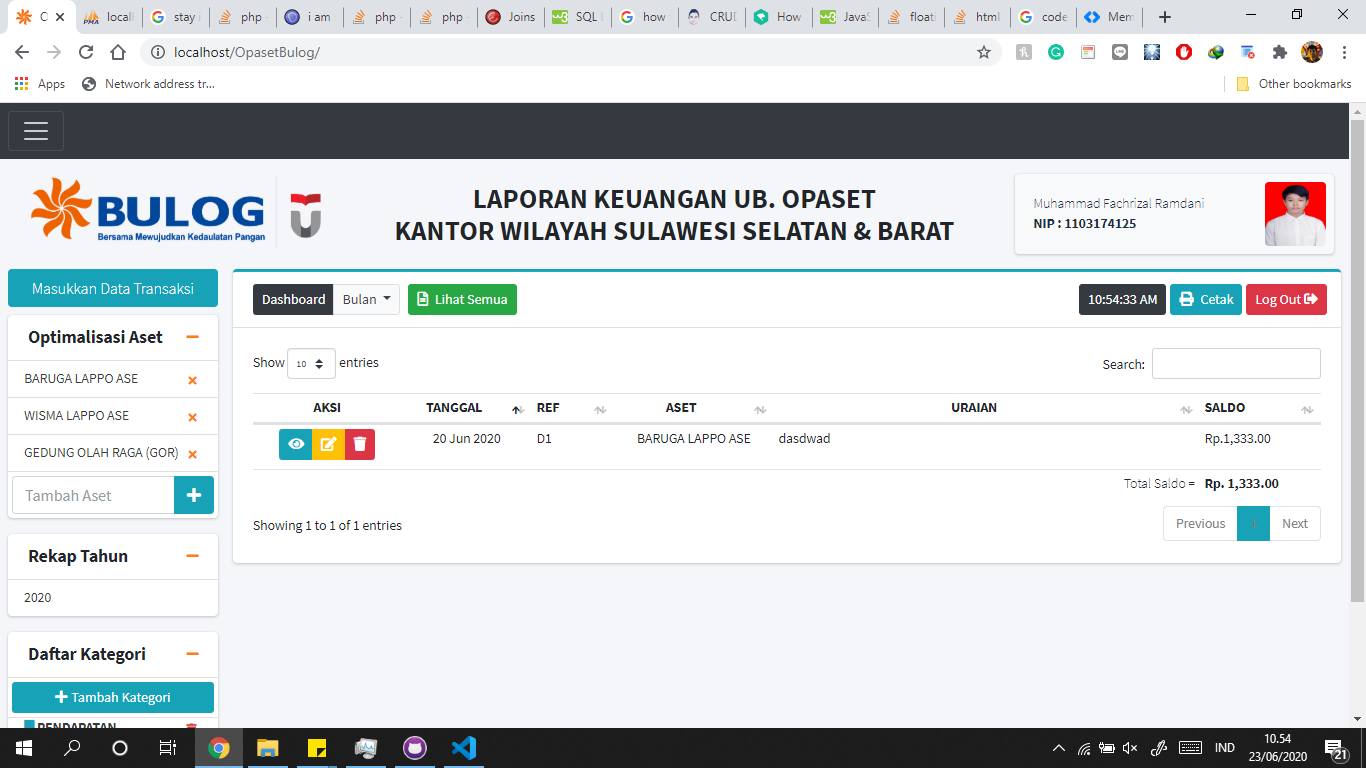 C
locall
stay i
php
i am
php
php
Joins
SQL
how
CRUD
How
JavaS
float
html
code
Mem
localhost/OpasetBulog/
Apps
Network address tr...
Other bookmarks
BULOG
Bersama Mewujudkan Kedaulatan Pangan
LAPORAN KEUANGAN UB. OPASET
KANTOR WILAYAH SULAWESI SELATAN & BARAT
Muhammad Fachrizal Ramdani
NIP : 1103174125
Masukkan Data Transaksi
Optimalisasi Aset
BARUGA LAPPO ASE
WISMA LAPPO ASE
GEDUNG OLAH RAGA (GOR)
Tambah Aset
Rekap Tahun
2020
Daftar Kategori
Tambah Kategori
PENDAPATAN
Dashboard Bulan Lihat Semua 10:54:33 AM Cetak Log Out
Show 10 entries Search:
AKSI TANGGAL REF ASET URAIAN SALDO
20 Jun 2020 D1 BARUGA LAPPO ASE dasdwad Rp.1,333.00
Total Saldo = Rp. 1,333.00
Showing 1 to 1 of 1 entries Previous 1 Next
IND
10.54
23/06/2020
21